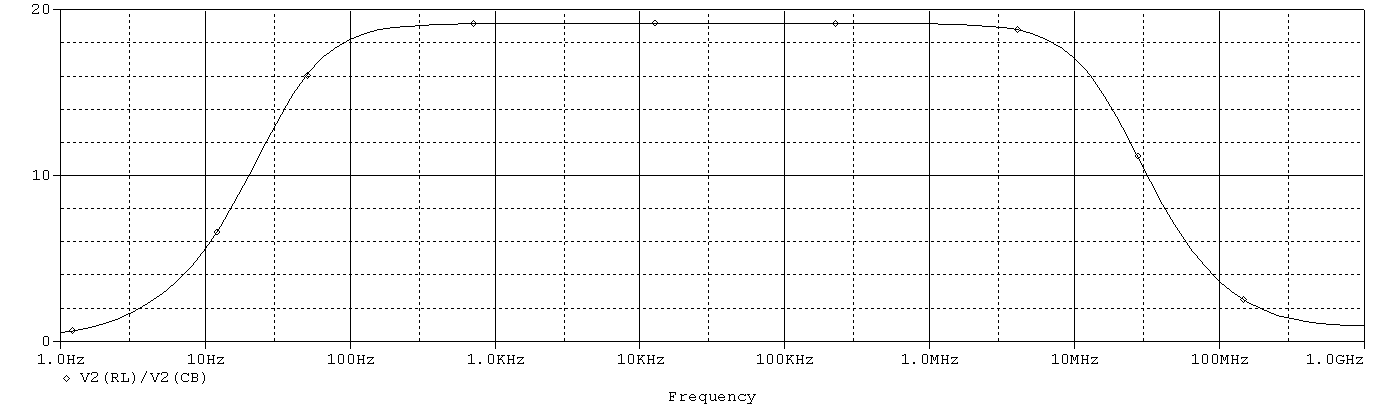 20
10
0
1.0Hz 10Hz 100Hz 1.0KHz 10KHz 100KHz 1.0MHz 10MHz 100MHz 1.0GHz
V2(RL)/V2(CB)
Frequency